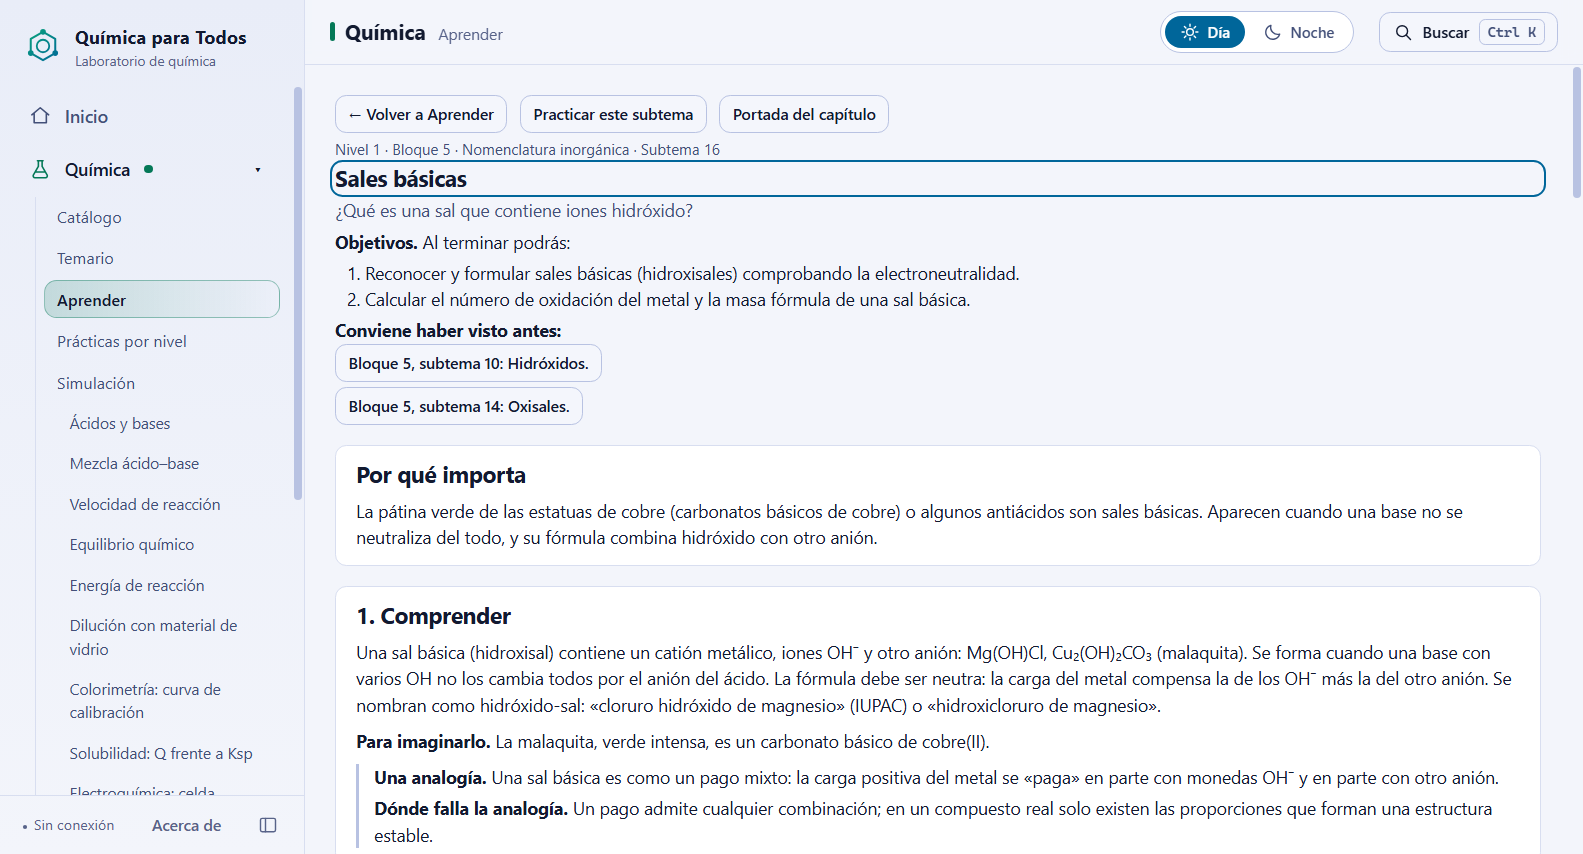 Química para Todos
Laboratorio de química
Inicio
Química
Catálogo
Temario
Aprender
Prácticas por nivel
Simulación
Ácidos y bases
Mezcla ácido–base
Velocidad de reacción
Equilibrio químico
Energía de reacción
Dilución con material de
vidrio
Colorimetría: curva de
calibración
Solubilidad: Q frente a Ksp
Electroquímica: celda
Sin conexión
Acerca de
Química Aprender
Día
Noche
Buscar Ctrl K
← Volver a Aprender
Practicar este subtema
Portada del capítulo
Nivel 1 · Bloque 5 · Nomenclatura inorgánica · Subtema 16
Sales básicas
¿Qué es una sal que contiene iones hidróxido?
Objetivos. Al terminar podrás:
1. Reconocer y formular sales básicas (hidroxisales) comprobando la electroneutralidad.
2. Calcular el número de oxidación del metal y la masa fórmula de una sal básica.
Conviene haber visto antes:
Bloque 5, subtema 10: Hidróxidos.
Bloque 5, subtema 14: Oxisales.
Por qué importa
La pátina verde de las estatuas de cobre (carbonatos básicos de cobre) o algunos antiácidos son sales básicas. Aparecen cuando una base no se
neutraliza del todo, y su fórmula combina hidróxido con otro anión.
1. Comprender
Una sal básica (hidroxisal) contiene un catión metálico, iones OH⁻ y otro anión: Mg(OH)Cl, Cu₂(OH)₂CO₃ (malaquita). Se forma cuando una base con
varios OH no los cambia todos por el anión del ácido. La fórmula debe ser neutra: la carga del metal compensa la de los OH⁻ más la del otro anión. Se
nombran como hidróxido-sal: «cloruro hidróxido de magnesio» (IUPAC) o «hidroxicloruro de magnesio».
Para imaginarlo. La malaquita, verde intensa, es un carbonato básico de cobre(II).
Una analogía. Una sal básica es como un pago mixto: la carga positiva del metal se «paga» en parte con monedas OH⁻ y en parte con otro anión.
Dónde falla la analogía. Un pago admite cualquier combinación; en un compuesto real solo existen las proporciones que forman una estructura
estable.